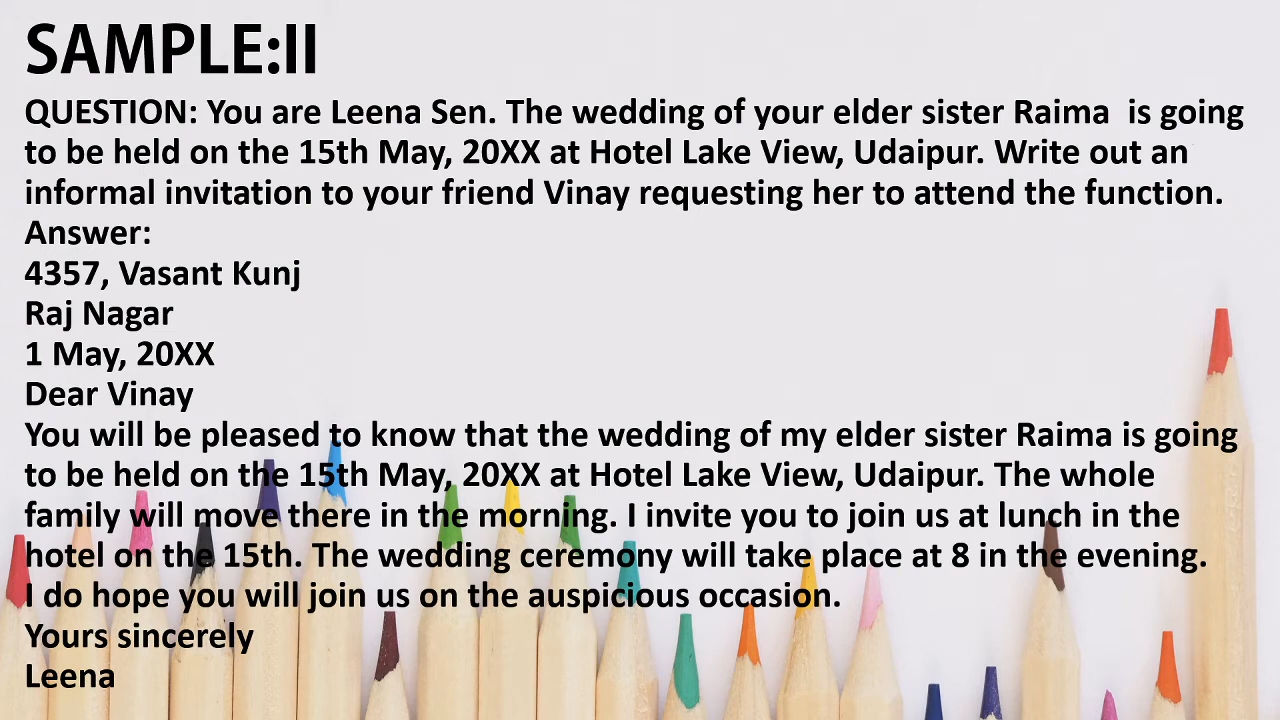 SAMPLE:II
QUESTION: You are Leena Sen. The wedding of your elder sister Raima  is going
to be held on the 15th May, 20XX at Hotel Lake View, Udaipur. Write out an
informal invitation to your friend Vinay requesting her to attend the function.
Answer:
4357, Vasant Kunj
Raj Nagar
1 May, 20XX
Dear Vinay
You will be pleased to know that the wedding of my elder sister Raima is going
to be held on the 15th May, 20XX at Hotel Lake View, Udaipur. The whole
family will move there in the morning. I invite you to join us at lunch in the
hotel on the 15th. The wedding ceremony will take place at 8 in the evening.
I do hope you will join us on the auspicious occasion.
Yours sincerely
Leena